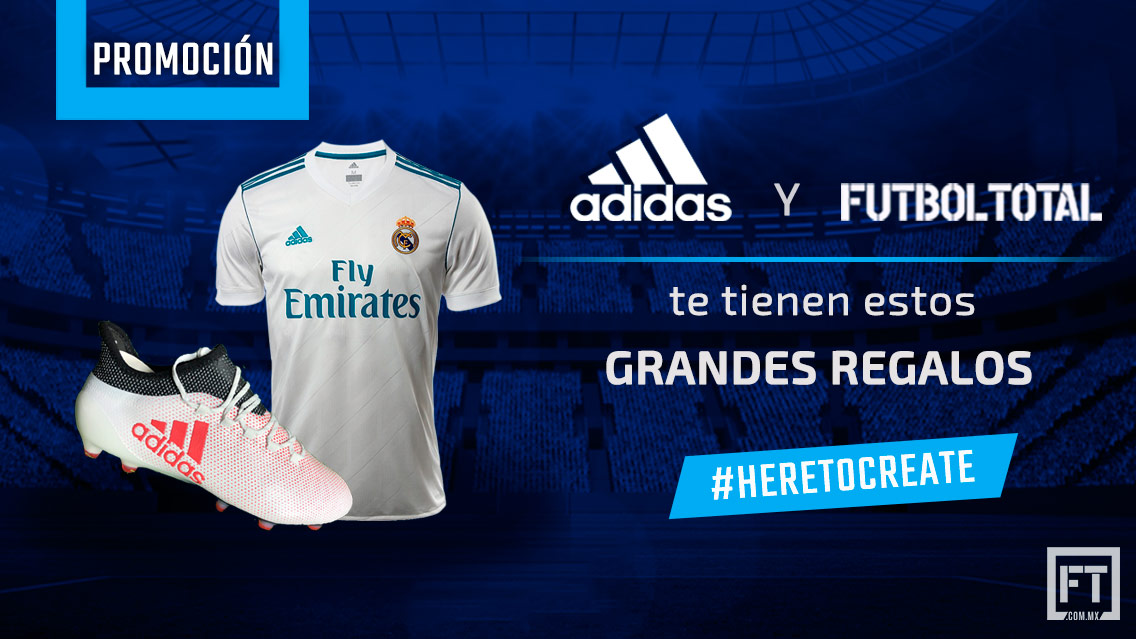 PROMOCIÓN
adidas Y FUTBOLTOTAL
te tienen estos
GRANDES REGALOS
#HERETOCREATE
adidas
Fly
Emirates
adidas
FT
.COM.MX